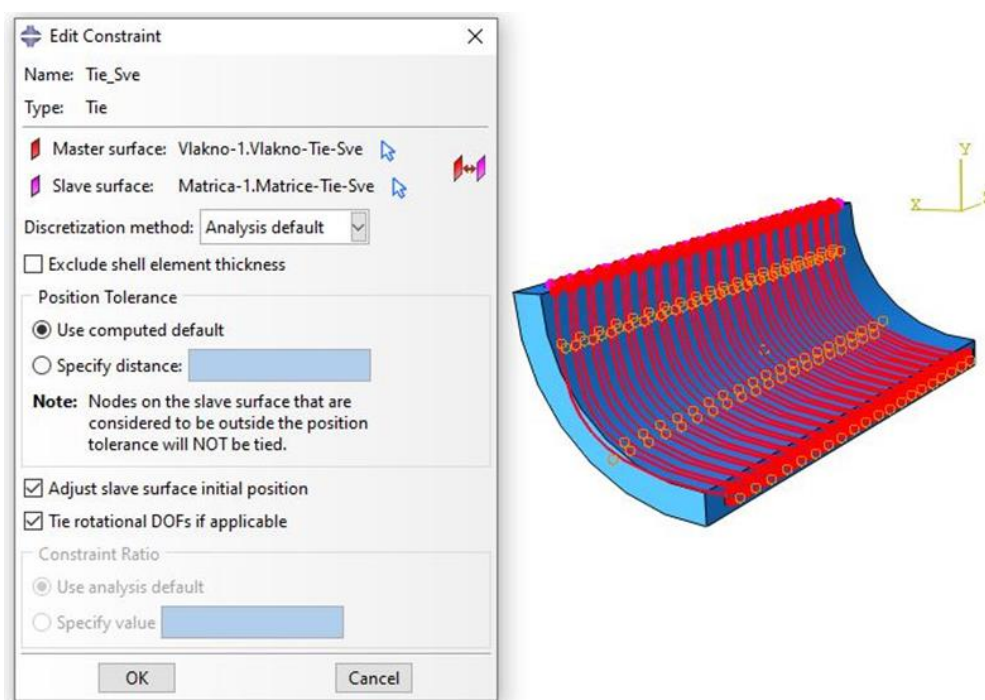 Edit Constraint
Name: Tie_Sve
Type: Tie
Master surface: Vlakno-1.Vlakno-Tie-Sve
Slave surface: Matrica-1.Matrice-Tie-Sve
Discretization method: Analysis default
Exclude shell element thickness
Position Tolerance
Use computed default
Specify distance:
Note: Nodes on the slave surface that are
considered to be outside the position
tolerance will NOT be tied.
Adjust slave surface initial position
Tie rotational DOFs if applicable
Constraint Ratio
Use analysis default
Specify value
OK Cancel
Y
X